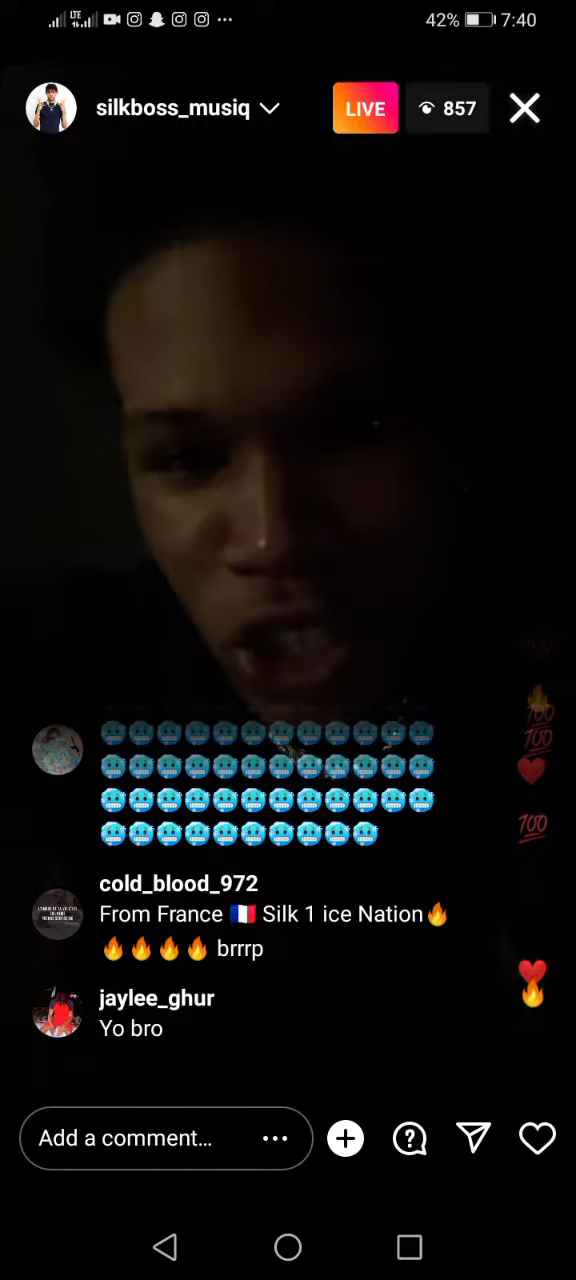 LTE
42% 7:40
silkboss_musiq LIVE 857
🥶🥶🥶🥶🥶🥶🥶🥶🥶🥶🥶🥶
🥶🥶🥶🥶🥶🥶🥶🥶🥶🥶🥶🥶
🥶🥶🥶🥶🥶🥶🥶🥶🥶🥶🥶🥶
🥶🥶🥶🥶🥶🥶🥶🥶🥶🥶
cold_blood_972
From France 🇫🇷 Silk 1 ice Nation🔥
🔥🔥🔥🔥 brrrp
jaylee_ghur
Yo bro
Add a comment...